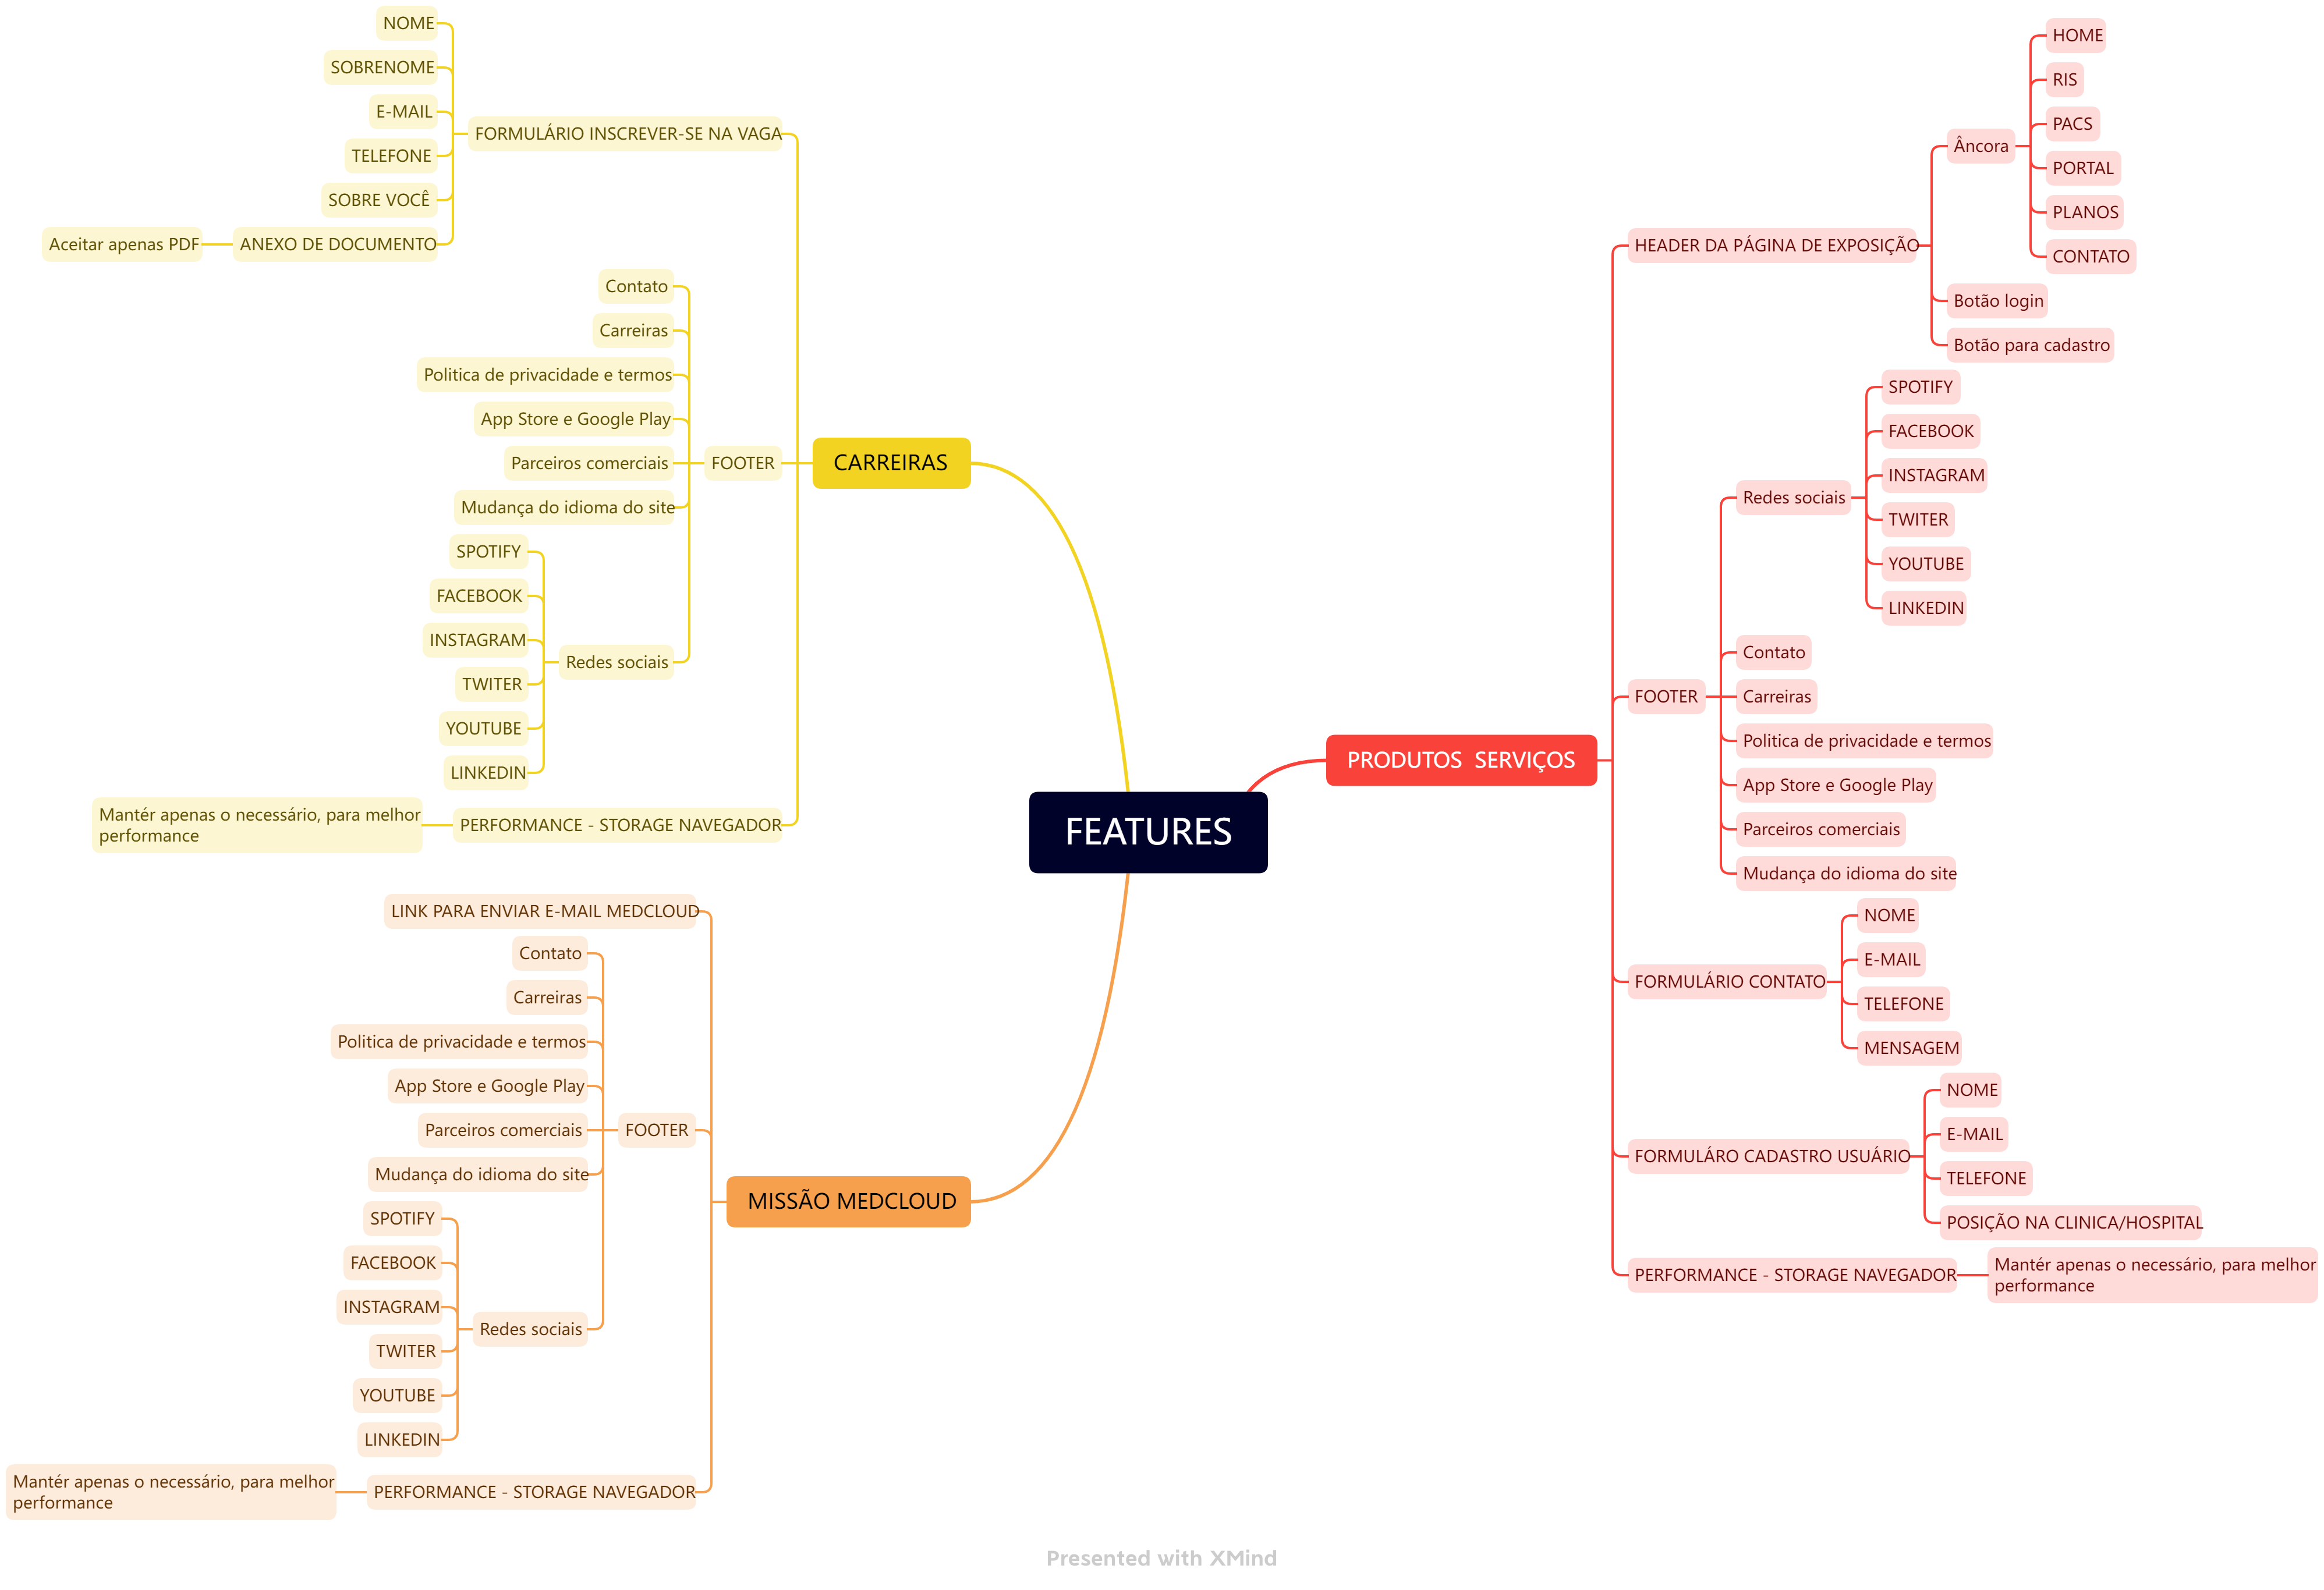 FEATURES
PRODUTOS  SERVIÇOS
HEADER DA PÁGINA DE EXPOSIÇÃO
Âncora
HOME
RIS
PACS
PORTAL
PLANOS
CONTATO
Botão login
Botão para cadastro
FOOTER
Redes sociais
SPOTIFY
FACEBOOK
INSTAGRAM
TWITER
YOUTUBE
LINKEDIN
Contato
Carreiras
Politica de privacidade e termos
App Store e Google Play
Parceiros comerciais
Mudança do idioma do site
FORMULÁRIO CONTATO
NOME
E-MAIL
TELEFONE
MENSAGEM
FORMULÁRO CADASTRO USUÁRIO
NOME
E-MAIL
TELEFONE
POSIÇÃO NA CLINICA/HOSPITAL
PERFORMANCE - STORAGE NAVEGADOR
Mantér apenas o necessário, para melhor
performance
CARREIRAS
FORMULÁRIO INSCREVER-SE NA VAGA
NOME
SOBRENOME
E-MAIL
TELEFONE
SOBRE VOCÊ
ANEXO DE DOCUMENTO
Aceitar apenas PDF
FOOTER
Contato
Carreiras
Politica de privacidade e termos
App Store e Google Play
Parceiros comerciais
Mudança do idioma do site
Redes sociais
SPOTIFY
FACEBOOK
INSTAGRAM
TWITER
YOUTUBE
LINKEDIN
PERFORMANCE - STORAGE NAVEGADOR
Mantér apenas o necessário, para melhor
performance
MISSÃO MEDCLOUD
LINK PARA ENVIAR E-MAIL MEDCLOUD
FOOTER
Contato
Carreiras
Politica de privacidade e termos
App Store e Google Play
Parceiros comerciais
Mudança do idioma do site
Redes sociais
SPOTIFY
FACEBOOK
INSTAGRAM
TWITER
YOUTUBE
LINKEDIN
PERFORMANCE - STORAGE NAVEGADOR
Mantér apenas o necessário, para melhor
performance
Presented with XMind